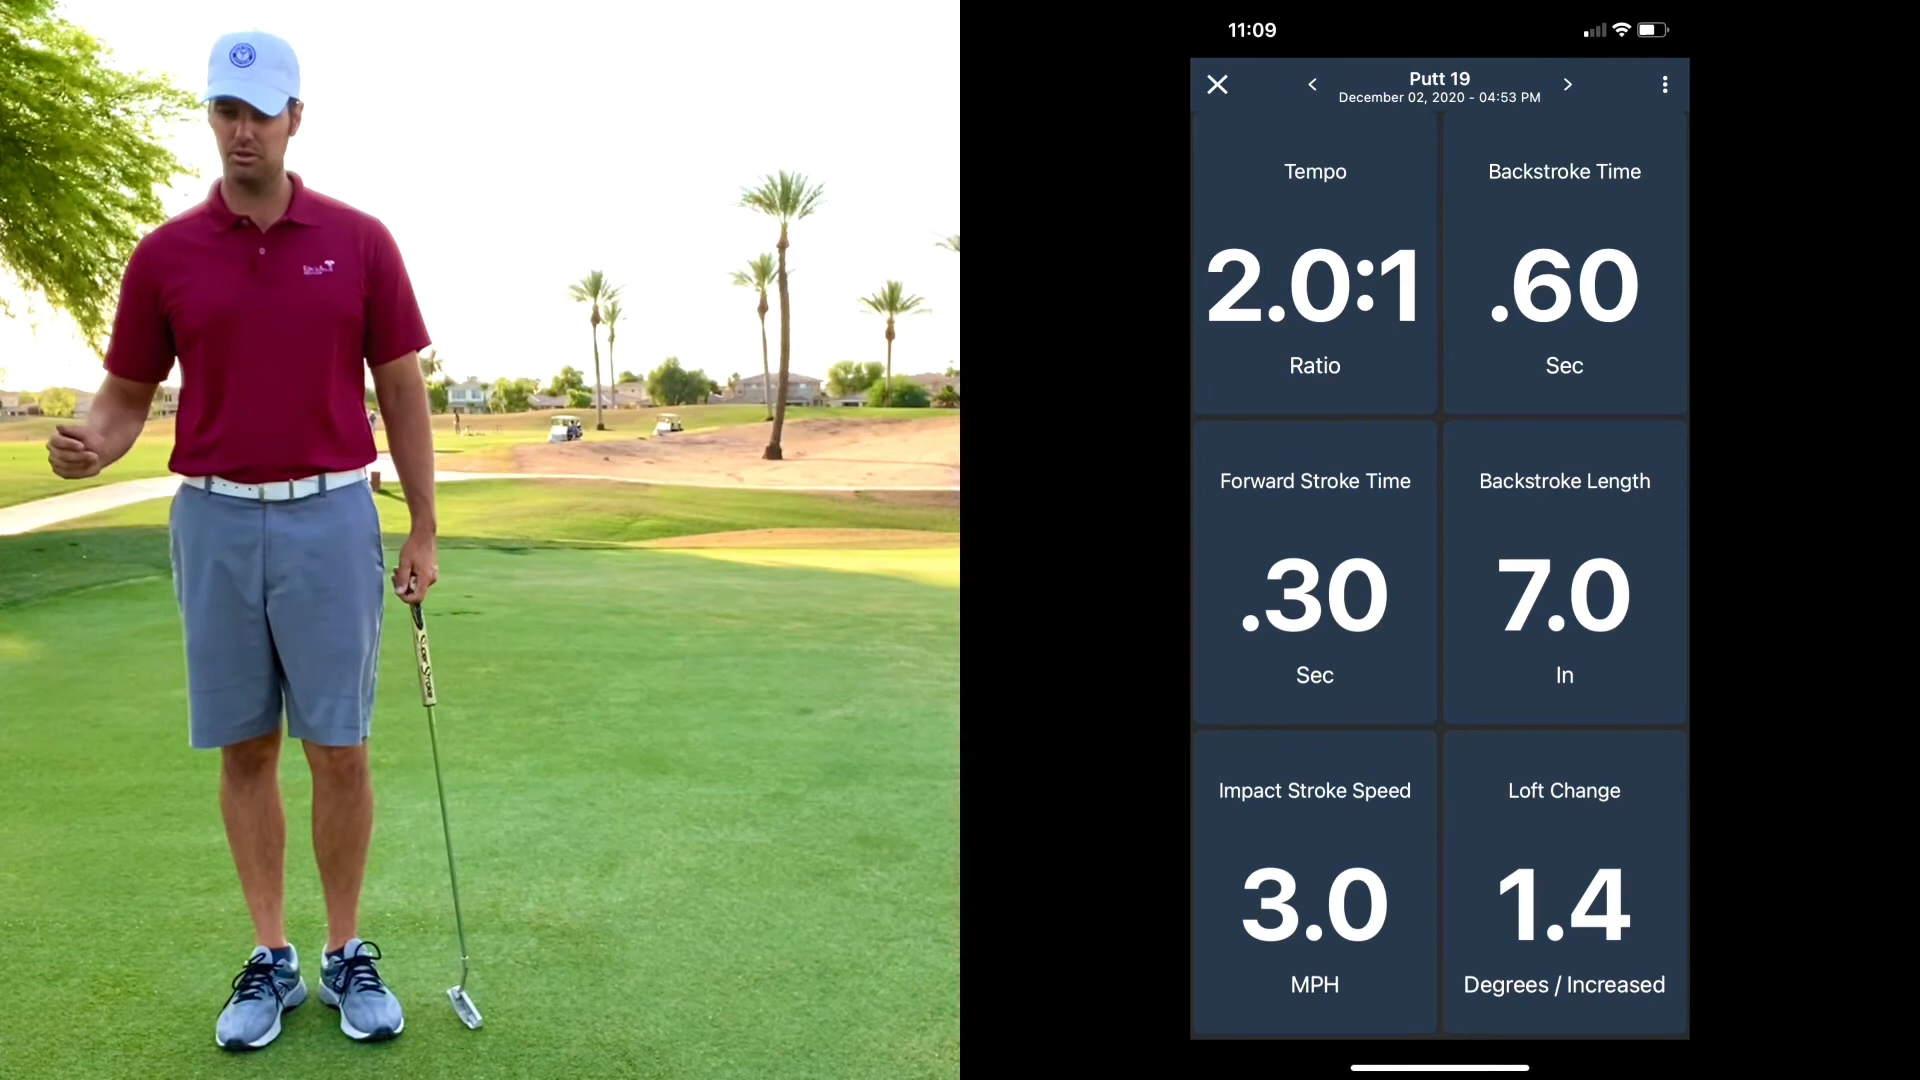 11:09
Putt 19
December 02, 2020 - 04:53 PM
Tempo
2.0:1
Ratio
Backstroke Time
.60
Sec
Forward Stroke Time
.30
Sec
Backstroke Length
7.0
In
Impact Stroke Speed
3.0
MPH
Loft Change
1.4
Degrees / Increased